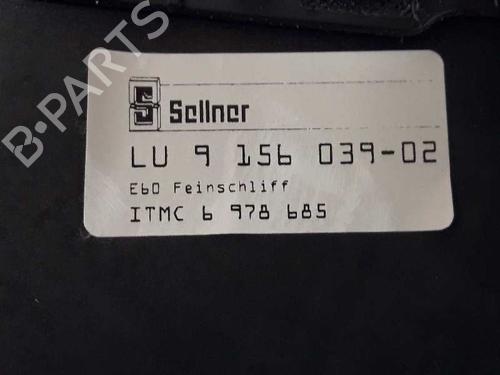 Sellner
LU 9 156 039-02
E60 Feinschliff
ITMC 6 978 685
B-PARTS